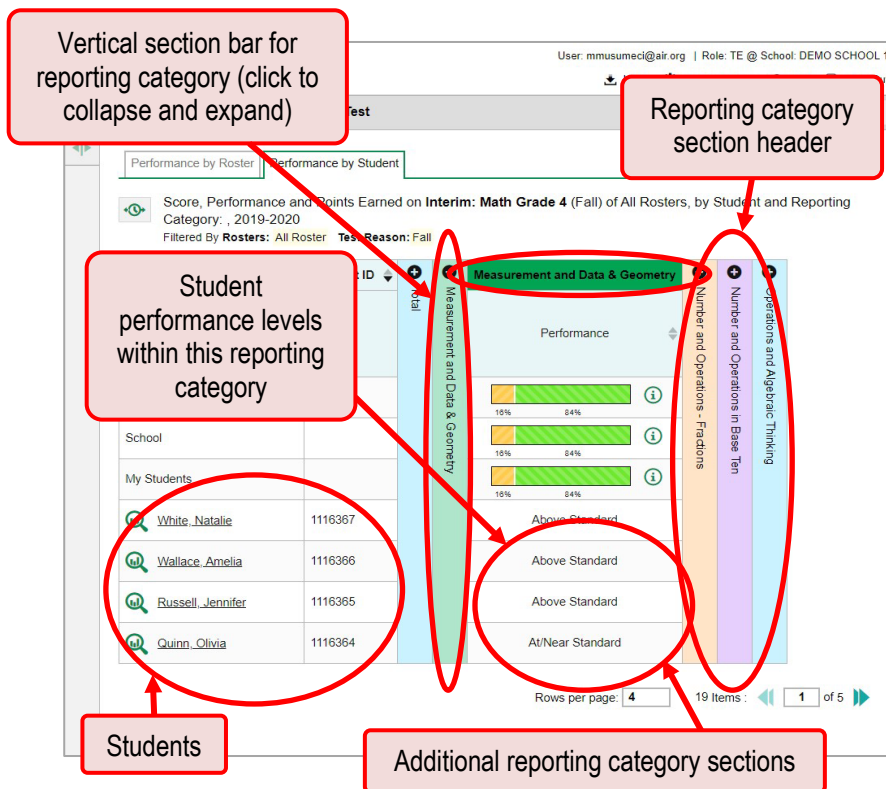 Vertical section bar for
reporting category (click to
collapse and expand)
User: mmusumeci@air.org | Role: TE @ School: DEMO SCHOOL 1
Reporting category
section header
Test
Performance by Roster
Performance by Student
Score, Performance and Points Earned on Interim: Math Grade 4 (Fall) of All Rosters, by Student and Reporting
Category: , 2019-2020
Filtered By Rosters: All Roster Test Reason: Fall
Student
performance levels
within this reporting
category
ID
Total
Measurement and Data & Geometry
Measurement and Data & Geometry
Performance
Number and Operations - Fractions
Number and Operations in Base Ten
Operations and Algebraic Thinking
16% 84%
School
16% 84%
My Students
16% 84%
White, Natalie 1116367 Above Standard
Wallace, Amelia 1116366 Above Standard
Russell, Jennifer 1116365 Above Standard
Quinn, Olivia 1116364 At/Near Standard
Rows per page: 4 19 Items : 1 of 5
Students
Additional reporting category sections